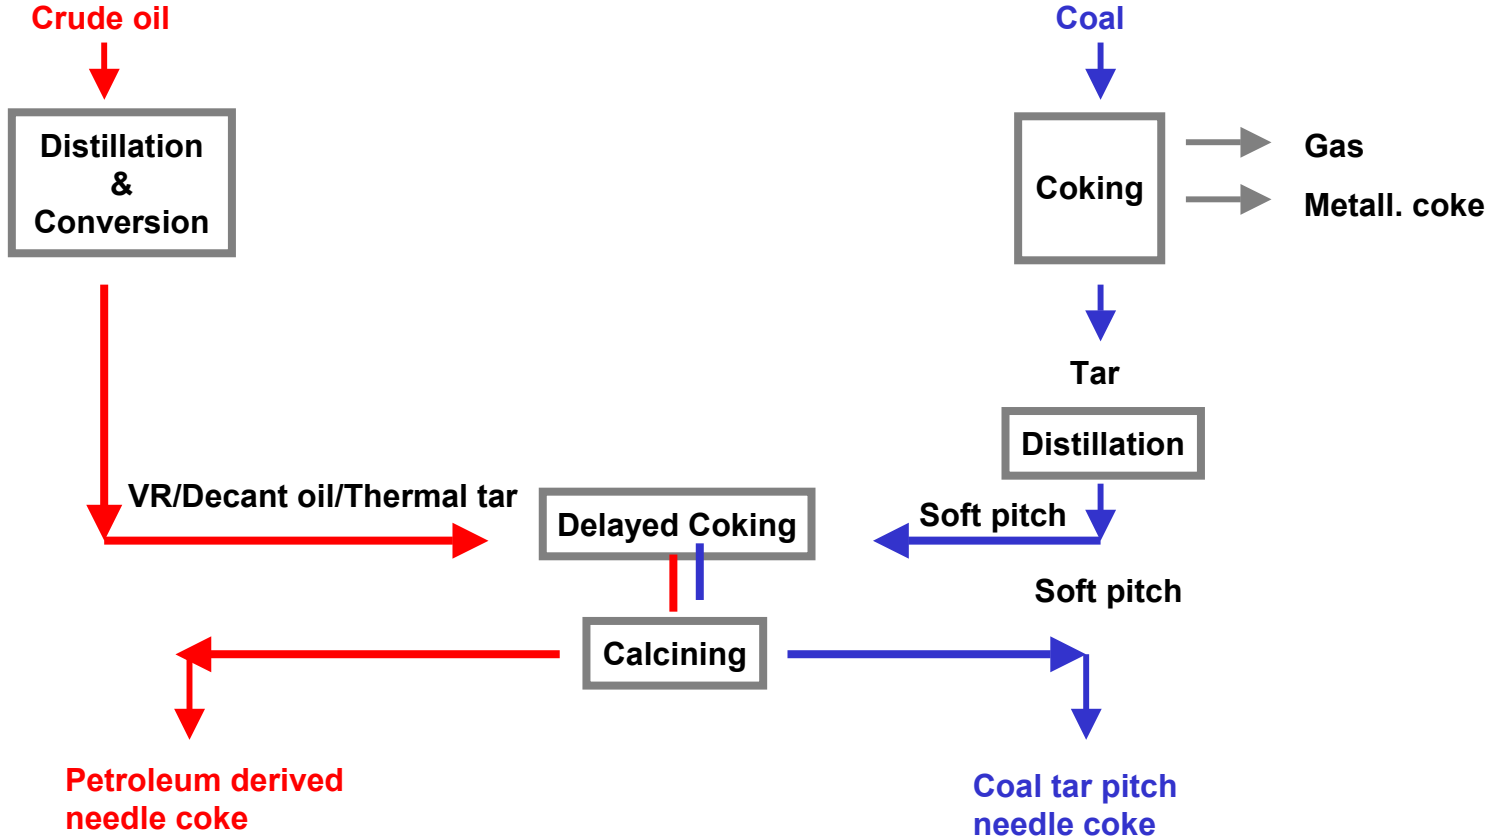 Crude oil
Coal
Distillation
&
Conversion
Coking
Gas
Metall. coke
Tar
Distillation
VR/Decant oil/Thermal tar
Delayed Coking
Soft pitch
Soft pitch
Calcining
Petroleum derived
needle coke
Coal tar pitch
needle coke